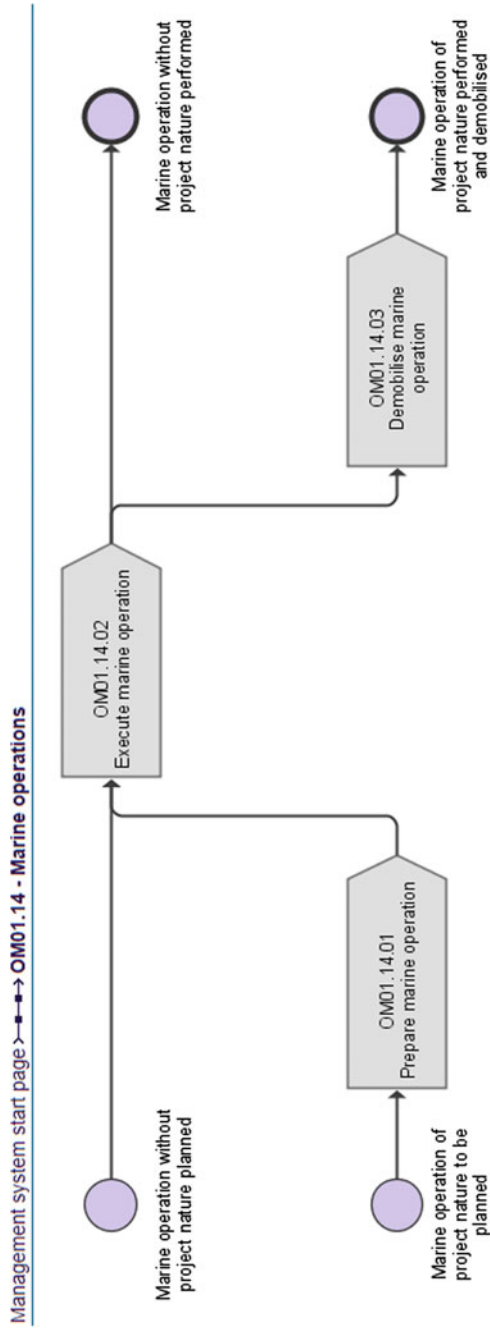 Management system start page >-■-■-> OM01.14 - Marine operations
Marine operation without
project nature planned
OM01.14.02
Execute marine operation
Marine operation without
project nature performed
Marine operation of
project nature to be
planned
OM01.14.01
Prepare marine operation
OM01.14.03
Demobilise marine
operation
Marine operation of
project nature performed
and demobilised